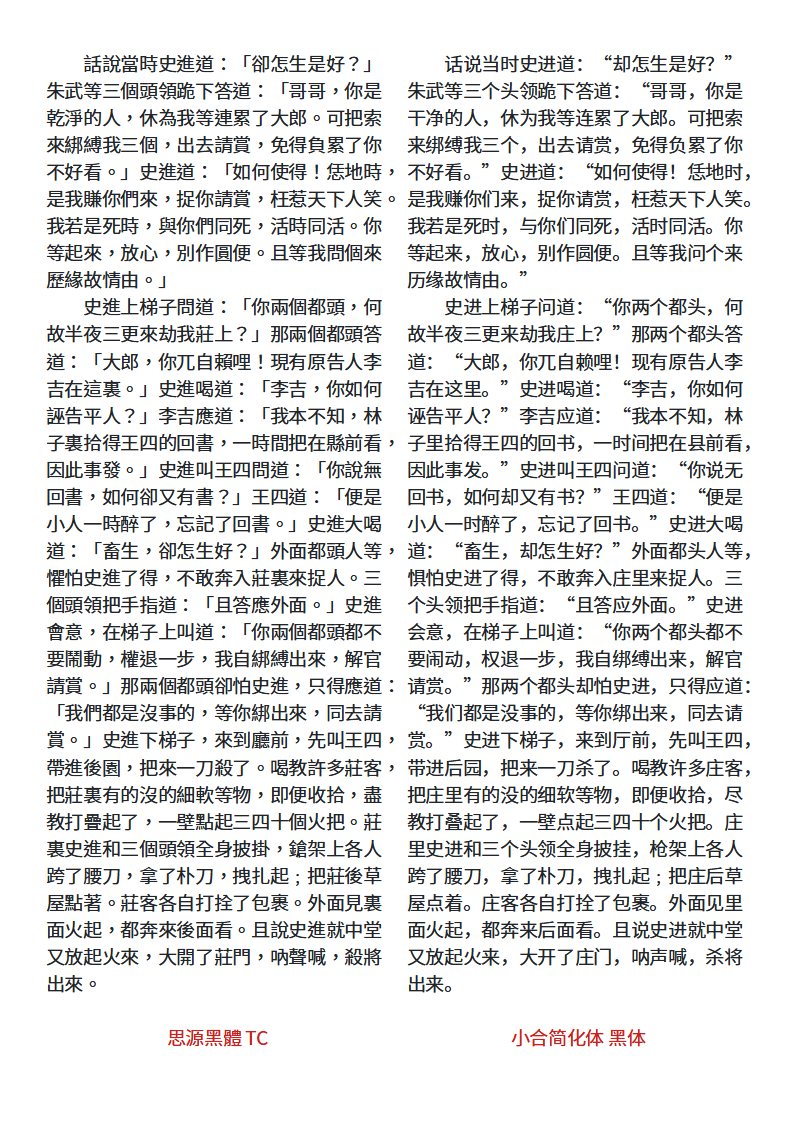 話說當時史進道：「卻怎生是好？」
朱武等三個頭領跪下答道：「哥哥，你是
乾淨的人，休為我等連累了大郎。可把索
來綁縛我三個，出去請賞，免得負累了你
不好看。」史進道：「如何使得！恁地時，
是我賺你們來，捉你請賞，枉惹天下人笑。
我若是死時，與你們同死，活時同活。你
等起來，放心，別作圓便。且等我問個來
歷緣故情由。」
史進上梯子問道：「你兩個都頭，何
故半夜三更來劫我莊上？」那兩個都頭答
道：「大郎，你兀自賴哩！現有原告人李
吉在這裏。」史進喝道：「李吉，你如何
誣告平人？」李吉應道：「我本不知，林
子裏拾得王四的回書，一時間把在縣前看，
因此事發。」史進叫王四問道：「你說無
回書，如何卻又有書？」王四道：「便是
小人一時醉了，忘記了回書。」史進大喝
道：「畜生，卻怎生好？」外面都頭人等，
懼怕史進了得，不敢奔入莊裏來捉人。三
個頭領把手指道：「且答應外面。」史進
會意，在梯子上叫道：「你兩個都頭都不
要鬧動，權退一步，我自綁縛出來，解官
請賞。」那兩個都頭卻怕史進，只得應道：
「我們都是沒事的，等你綁出來，同去請
賞。」史進下梯子，來到廳前，先叫王四，
帶進後園，把來一刀殺了。喝教許多莊客，
把莊裏有的沒的細軟等物，即便收拾，盡
教打疊起了，一壁點起三四十個火把。莊
裏史進和三個頭領全身披掛，鎗架上各人
跨了腰刀，拿了朴刀，拽扎起；把莊後草
屋點著。莊客各自打拴了包裹。外面見裏
面火起，都奔來後面看。且說史進就中堂
又放起火來，大開了莊門，吶聲喊，殺將
出來。
思源黑體 TC
话说当时史进道：“却怎生是好？”
朱武等三个头领跪下答道：“哥哥，你是
干净的人，休为我等连累了大郎。可把索
来绑缚我三个，出去请赏，免得负累了你
不好看。”史进道：“如何使得！恁地时，
是我赚你们来，捉你请赏，枉惹天下人笑。
我若是死时，与你们同死，活时同活。你
等起来，放心，别作圆便。且等我问个来
历缘故情由。”
史进上梯子问道：“你两个都头，何
故半夜三更来劫我庄上？”那两个都头答
道：“大郎，你兀自赖哩！现有原告人李
吉在这里。”史进喝道：“李吉，你如何
诬告平人？”李吉应道：“我本不知，林
子里拾得王四的回书，一时间把在县前看，
因此事发。”史进叫王四问道：“你说无
回书，如何却又有书？”王四道：“便是
小人一时醉了，忘记了回书。”史进大喝
道：“畜生，却怎生好？”外面都头人等，
惧怕史进了得，不敢奔入庄里来捉人。三
个头领把手指道：“且答应外面。”史进
会意，在梯子上叫道：“你两个都头都不
要闹动，权退一步，我自绑缚出来，解官
请赏。”那两个都头却怕史进，只得应道：
“我们都是没事的，等你绑出来，同去请
赏。”史进下梯子，来到厅前，先叫王四，
带进后园，把来一刀杀了。喝教许多庄客，
把庄里有的没的细软等物，即便收拾，尽
教打叠起了，一壁点起三四十个火把。庄
里史进和三个头领全身披挂，枪架上各人
跨了腰刀，拿了朴刀，拽扎起；把庄后草
屋点着。庄客各自打拴了包裹。外面见里
面火起，都奔来后面看。且说史进就中堂
又放起火来，大开了庄门，呐声喊，杀将
出来。
小合简化体 黑体